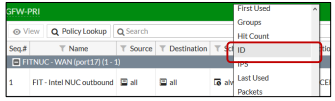 GFW-PRI
View Policy Lookup Search
Seq.# Name Source Destination
FITNUC - WAN (port17) (1 - 1)
1 FIT - Intel NUC outbound all all
First Used
Groups
Hit Count
ID
IPS
Last Used
Packets